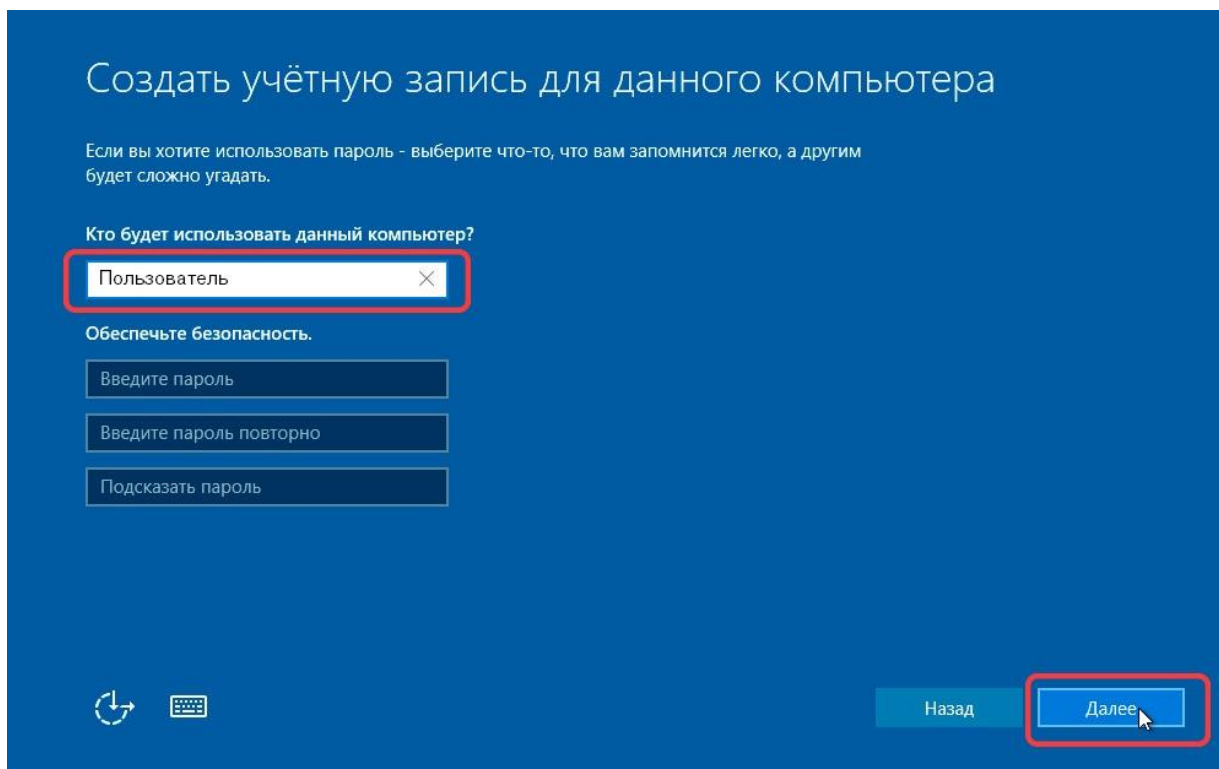 Создать учётную запись для данного компьютера
Если вы хотите использовать пароль - выберите что-то, что вам запомнится легко, а другим
будет сложно угадать.
Кто будет использовать данный компьютер?
Пользователь
Обеспечьте безопасность.
Введите пароль
Введите пароль повторно
Подсказать пароль
Назад
Далее